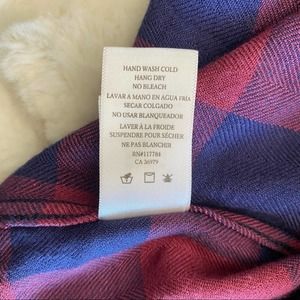 HAND WASH COLD
HANG DRY
NO BLEACH
LAVAR A MANO EN AGUA FRIA
SECAR COLGADO
NO USAR BLANQUEADOR
LAVER À LA FROIDE
SUSPENDRE POUR SÉCHER
NE PAS BLANCHIR
RN#117784
CA 36979